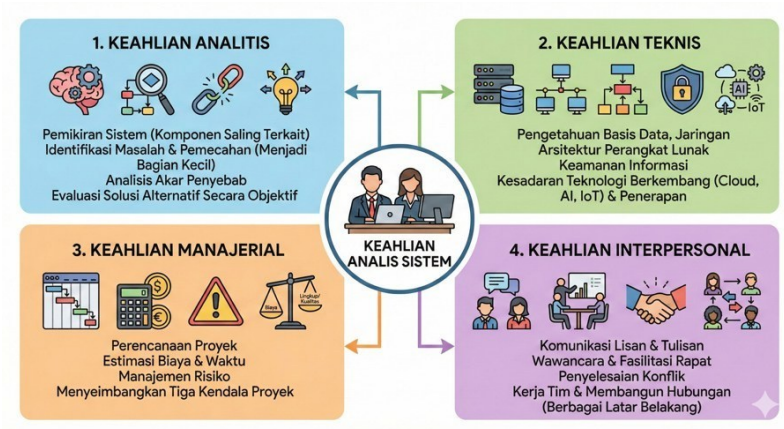 1. KEAHLIAN ANALITIS
Pemikiran Sistem (Komponen Saling Terkait)
Identifikasi Masalah & Pemecahan (Menjadi
Bagian Kecil)
Analisis Akar Penyebab
Evaluasi Solusi Alternatif Secara Objektif
2. KEAHLIAN TEKNIS
AI
IoT
Pengetahuan Basis Data, Jaringan
Arsitektur Perangkat Lunak
Keamanan Informasi
Kesadaran Teknologi Berkembang (Cloud,
AI, IoT) & Penerapan
KEAHLIAN
ANALIS SISTEM
3. KEAHLIAN MANAJERIAL
$
€
Biaya
Lingkup/
Kualitas
Perencanaan Proyek
Estimasi Biaya & Waktu
Manajemen Risiko
Menyeimbangkan Tiga Kendala Proyek
4. KEAHLIAN INTERPERSONAL
Komunikasi Lisan & Tulisan
Wawancara & Fasilitasi Rapat
Penyelesaian Konflik
Kerja Tim & Membangun Hubungan
(Berbagai Latar Belakang)